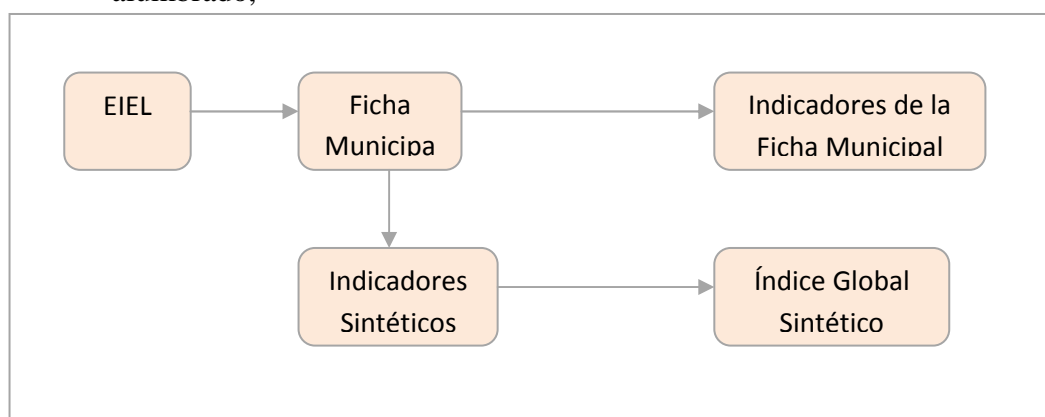 EIEL
Ficha
Municipa
Indicadores de la
Ficha Municipal
Indicadores
Sintéticos
Índice Global
Sintético